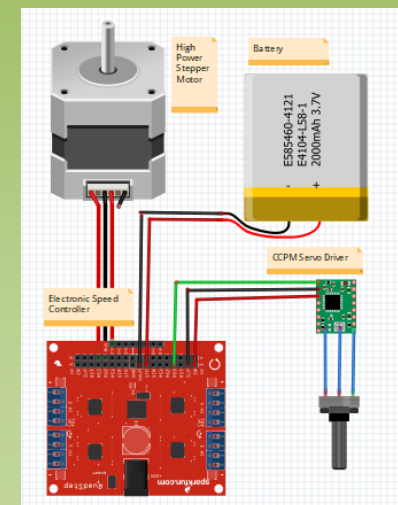 High
Power
Stepper
Motor
Battery
E585460-4121
E4104-L58-1
2000mAh 3.7V
-
+
CCPM Servo Driver
Electronic Speed
Controller
sparkfun.com
QuadStep